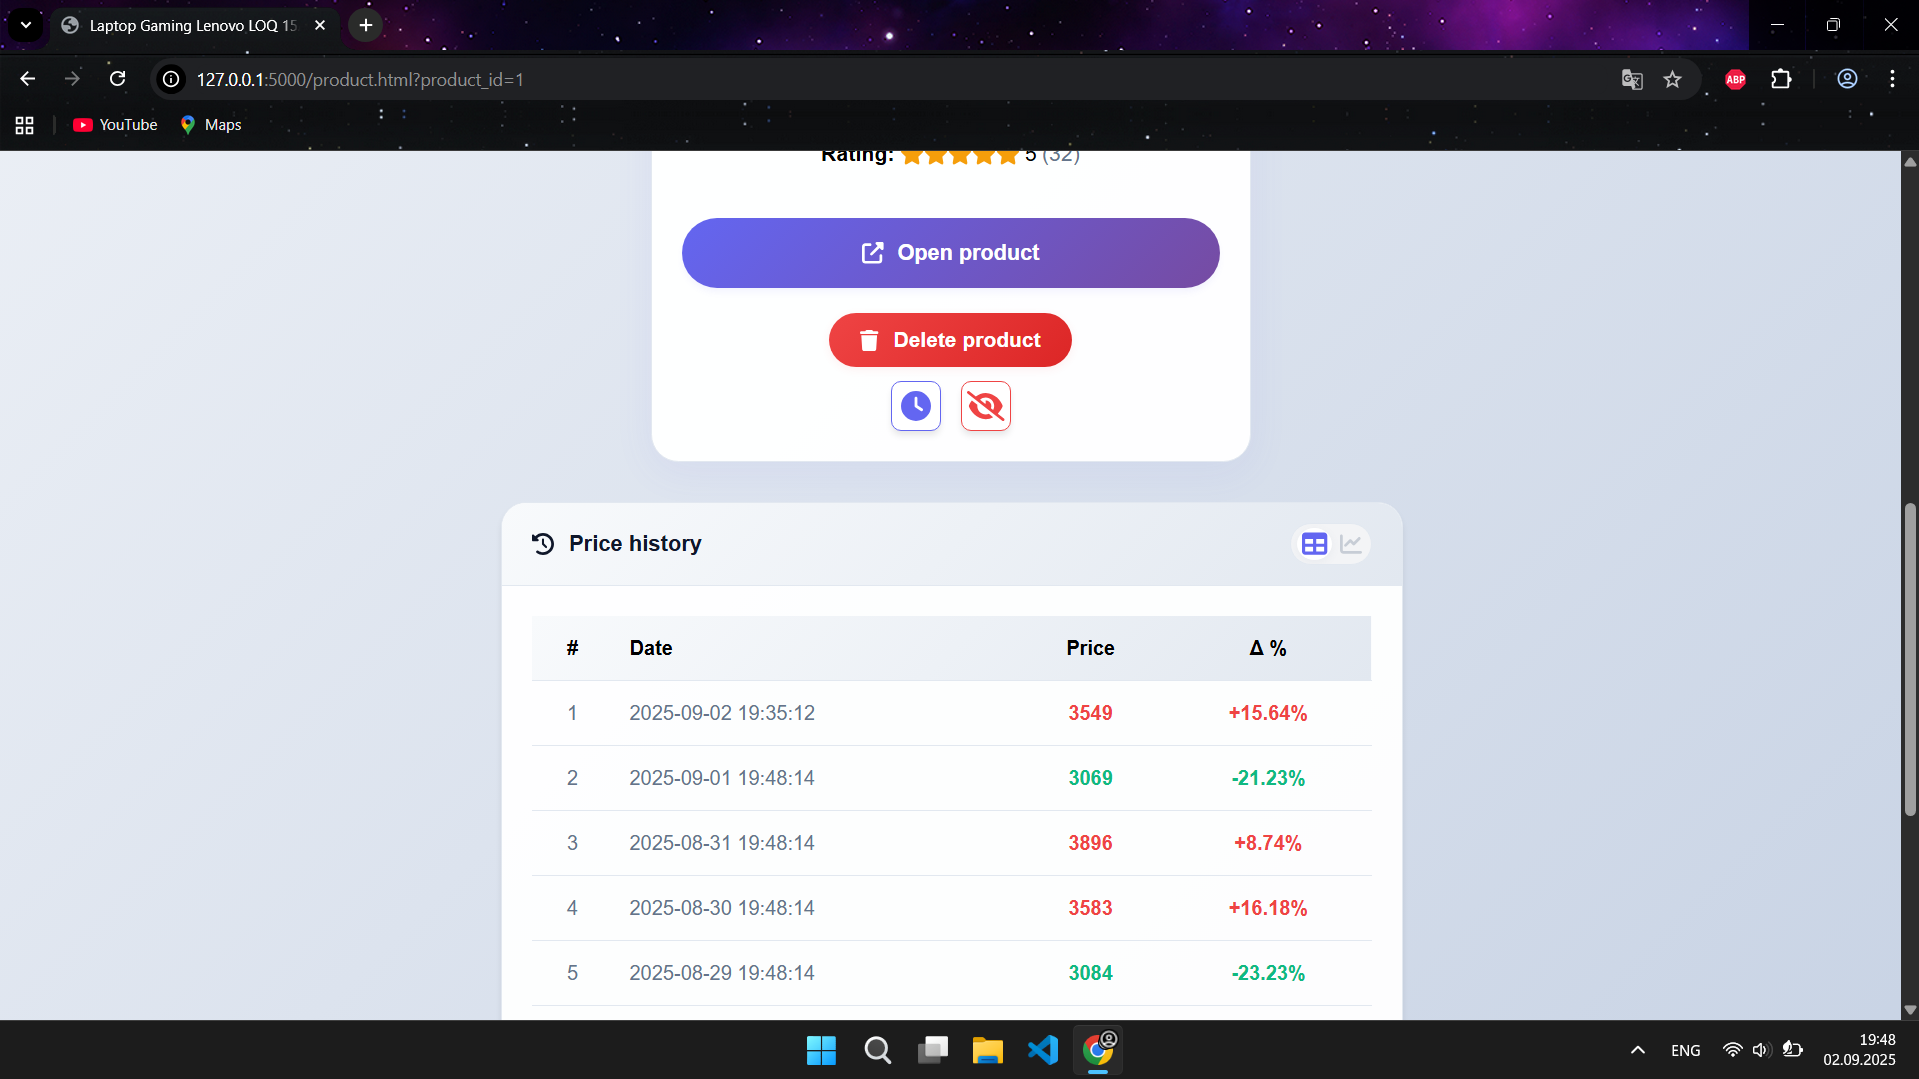 Laptop Gaming Lenovo LOQ 15
127.0.0.1:5000/product.html?product_id=1
ABP
YouTube
Maps
Rating: 5 (32)
Open product
Delete product
Price history
# Date Price Δ %
1 2025-09-02 19:35:12 3549 +15.64%
2 2025-09-01 19:48:14 3069 -21.23%
3 2025-08-31 19:48:14 3896 +8.74%
4 2025-08-30 19:48:14 3583 +16.18%
5 2025-08-29 19:48:14 3084 -23.23%
ENG
19:48
02.09.2025